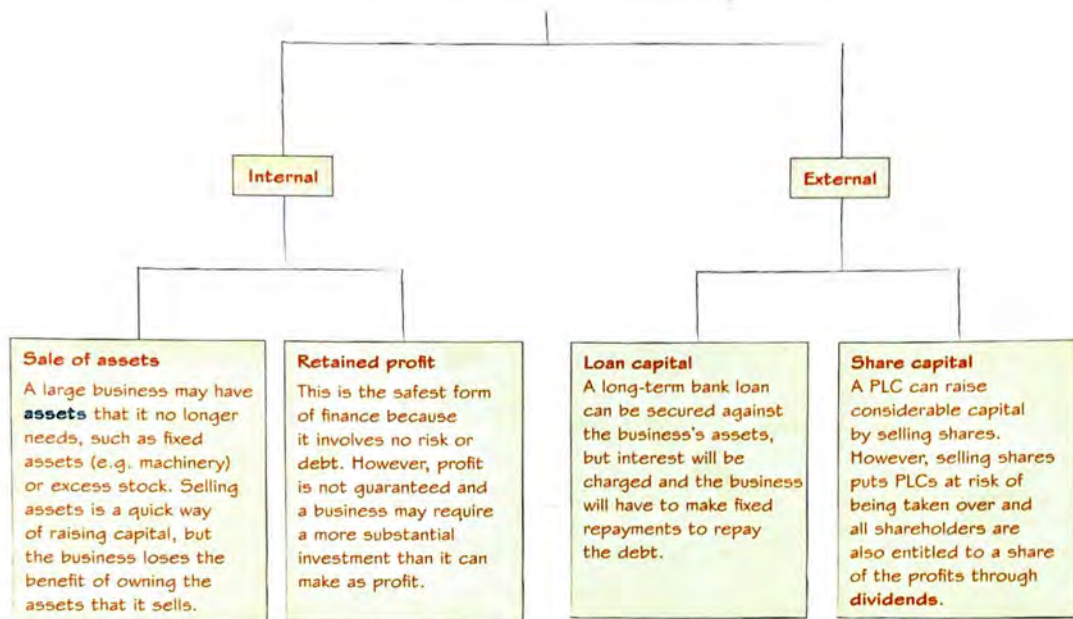 Internal
External
Sale of assets
A large business may have
assets that it no longer
needs, such as fixed
assets (e.g. machinery)
or excess stock. Selling
assets is a quick way
of raising capital, but
the business loses the
benefit of owning the
assets that it sells.
Retained profit
This is the safest form
of finance because
it involves no risk or
debt. However, profit
is not guaranteed and
a business may require
a more substantial
investment than it can
make as profit.
Loan capital
A long-term bank loan
can be secured against
the business's assets,
but interest will be
charged and the business
will have to make fixed
repayments to repay
the debt.
Share capital
A PLC can raise
considerable capital
by selling shares.
However, selling shares
puts PLCs at risk of
being taken over and
all shareholders are
also entitled to a share
of the profits through
dividends.